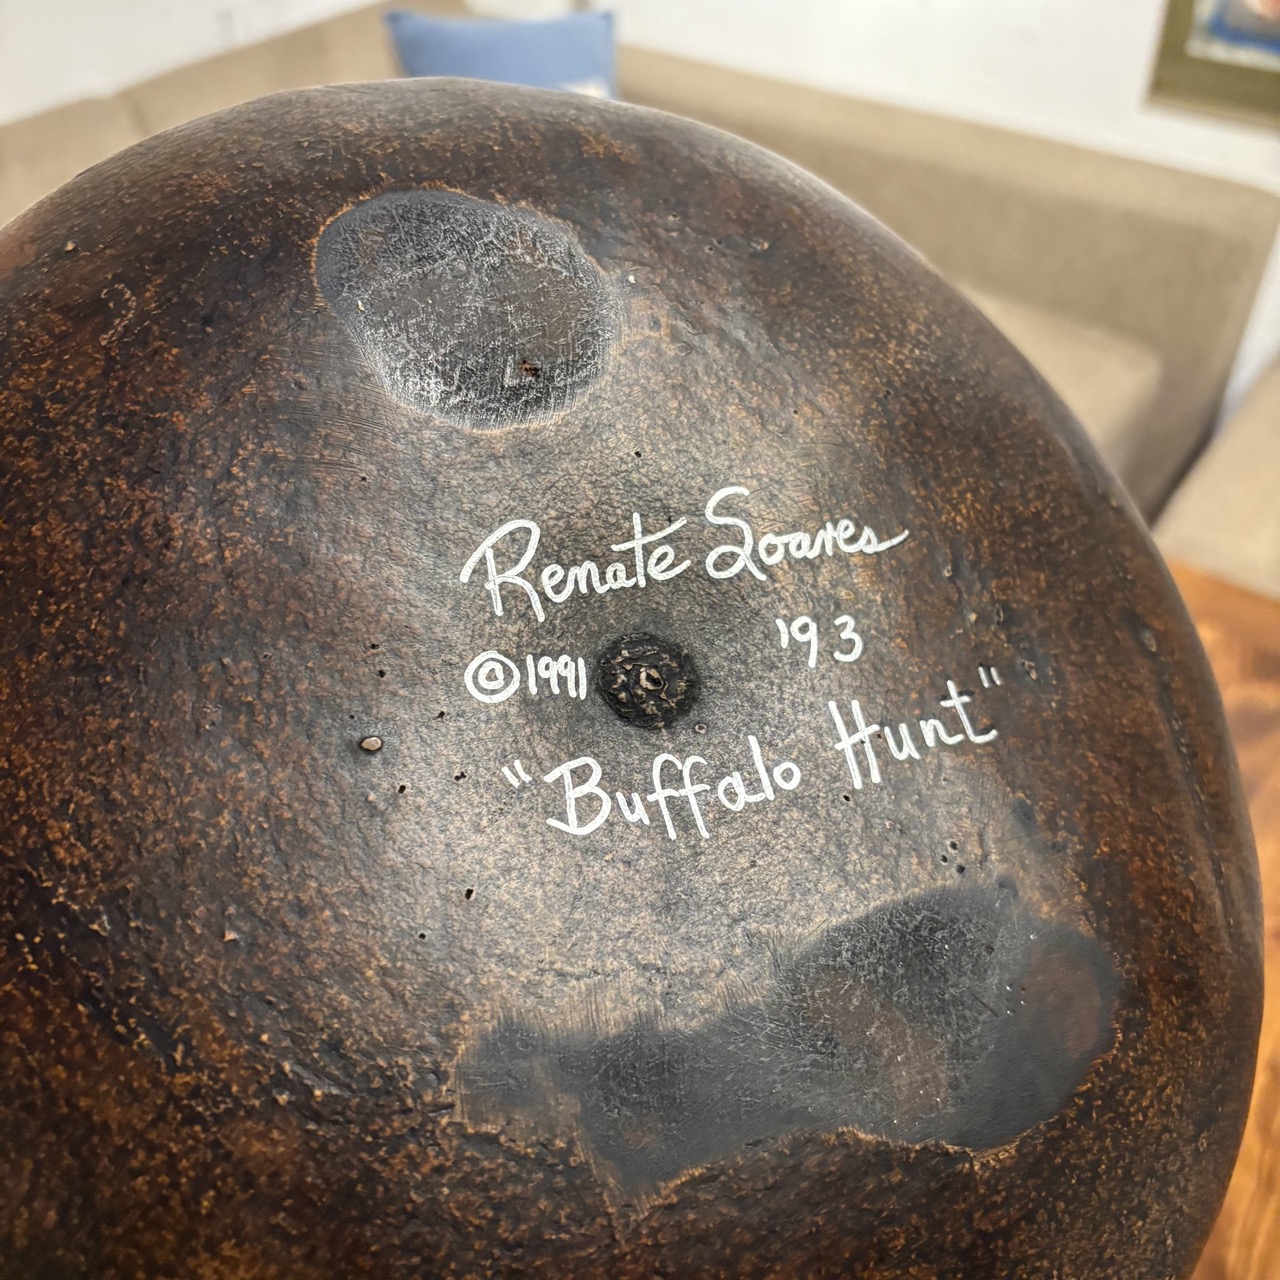 Renate Soares
©1991 '93
"Buffalo Hunt"